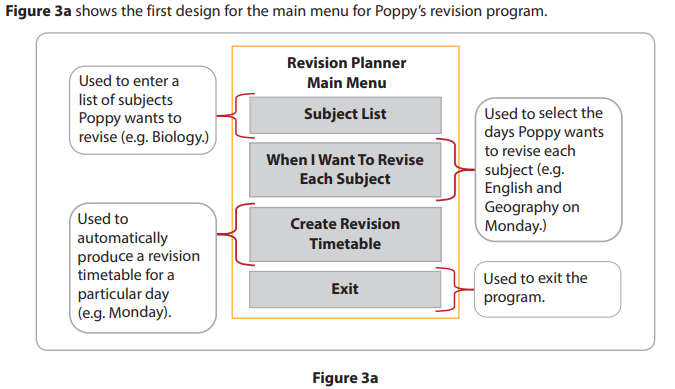 Figure 3a shows the first design for the main menu for Poppy’s revision program.
Revision Planner
Main Menu
Used to enter a
list of subjects
Poppy wants to
revise (e.g. Biology.)
Subject List
When I Want To Revise
Each Subject
Used to select the
days Poppy wants
to revise each
subject (e.g.
English and
Geography on
Monday.)
Used to
automatically
produce a revision
timetable for a
particular day
(e.g. Monday).
Create Revision
Timetable
Exit
Used to exit the
program.
Figure 3a